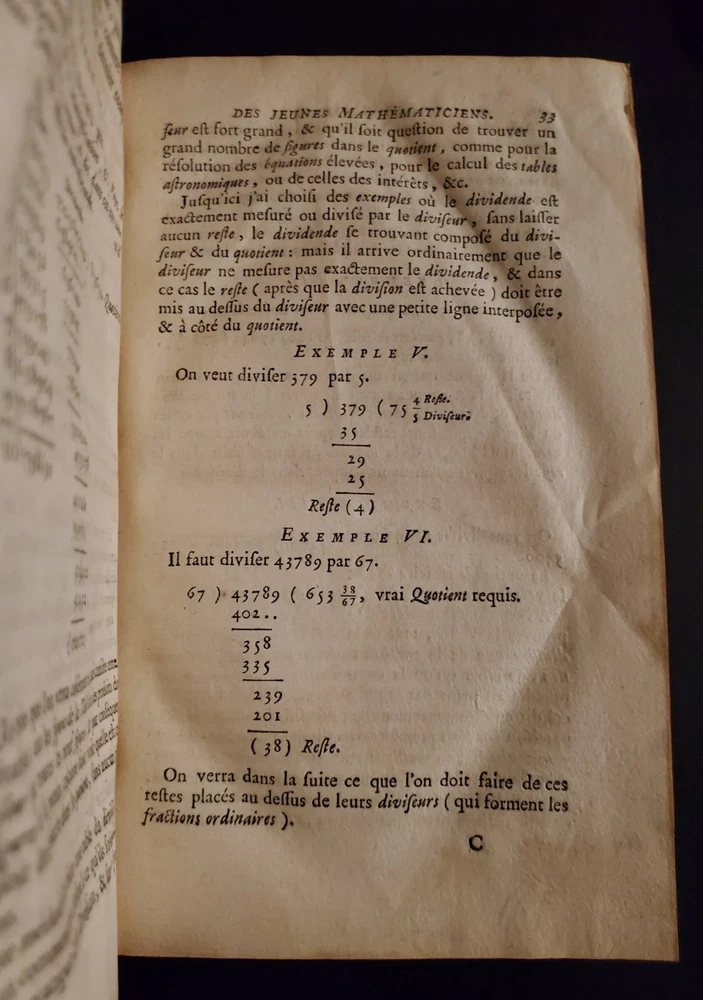 DES JEUNES MATHÉMATICIENS. 33
ſeur eſt fort grand, & qu'il ſoit queſtion de trouver un
grand nombre de figures dans le quotient, comme pour la
réſolution des équations élevées, pour le calcul des tables
aſtronomiques, ou de celles des intérêts, &c.
Juſqu'ici j'ai choiſi des exemples où le dividende eſt
exactement meſuré ou diviſé par le diviſeur, ſans laiſſer
aucun reſte, le dividende ſe trouvant compoſé du divi-
ſeur & du quotient : mais il arrive ordinairement que le
diviſeur ne meſure pas exactement le dividende, & dans
ce cas le reſte ( après que la diviſion eſt achevée ) doit être
mis au deſſus du diviſeur avec une petite ligne interpoſée,
& à côté du quotient.
EXEMPLE V.
On veut diviſer 379 par 5.
5 ) 379 ( 75 4/5 Reſte. Diviſeur.
35
29
25
Reſte (4)
EXEMPLE VI.
Il faut diviſer 43789 par 67.
67 ) 43789 ( 653 38/67, vrai Quotient requis.
402..
358
335
239
201
(38) Reſte.
On verra dans la ſuite ce que l'on doit faire de ces
reſtes placés au deſſus de leurs diviſeurs ( qui forment les
fractions ordinaires ).
C